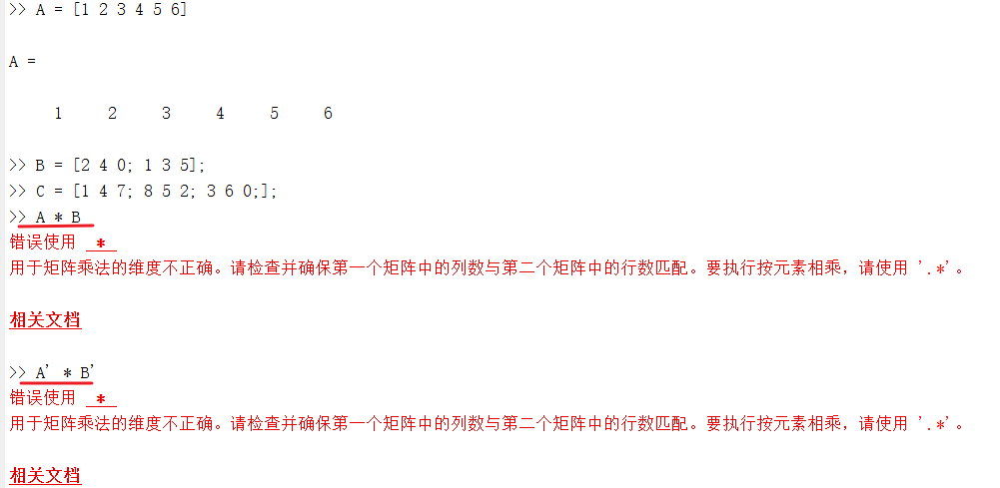 >> A = [1 2 3 4 5 6]
A =
1 2 3 4 5 6
>> B = [2 4 0; 1 3 5];
>> C = [1 4 7; 8 5 2; 3 6 0;];
>> A * B
错误使用 *
用于矩阵乘法的维度不正确。请检查并确保第一个矩阵中的列数与第二个矩阵中的行数匹配。要执行按元素相乘，请使用 '.*'。
相关文档
>> A' * B'
错误使用 *
用于矩阵乘法的维度不正确。请检查并确保第一个矩阵中的列数与第二个矩阵中的行数匹配。要执行按元素相乘，请使用 '.*'。
相关文档